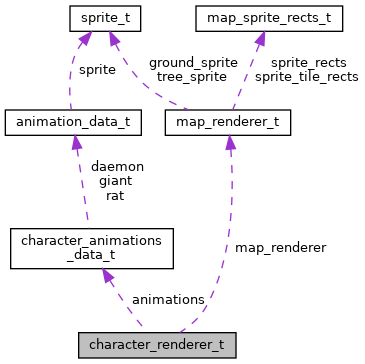 sprite_t
map_sprite_rects_t
sprite
ground_sprite
tree_sprite
sprite_rects
sprite_tile_rects
animation_data_t
map_renderer_t
daemon
giant
rat
character_animations
_data_t
map_renderer
animations
character_renderer_t